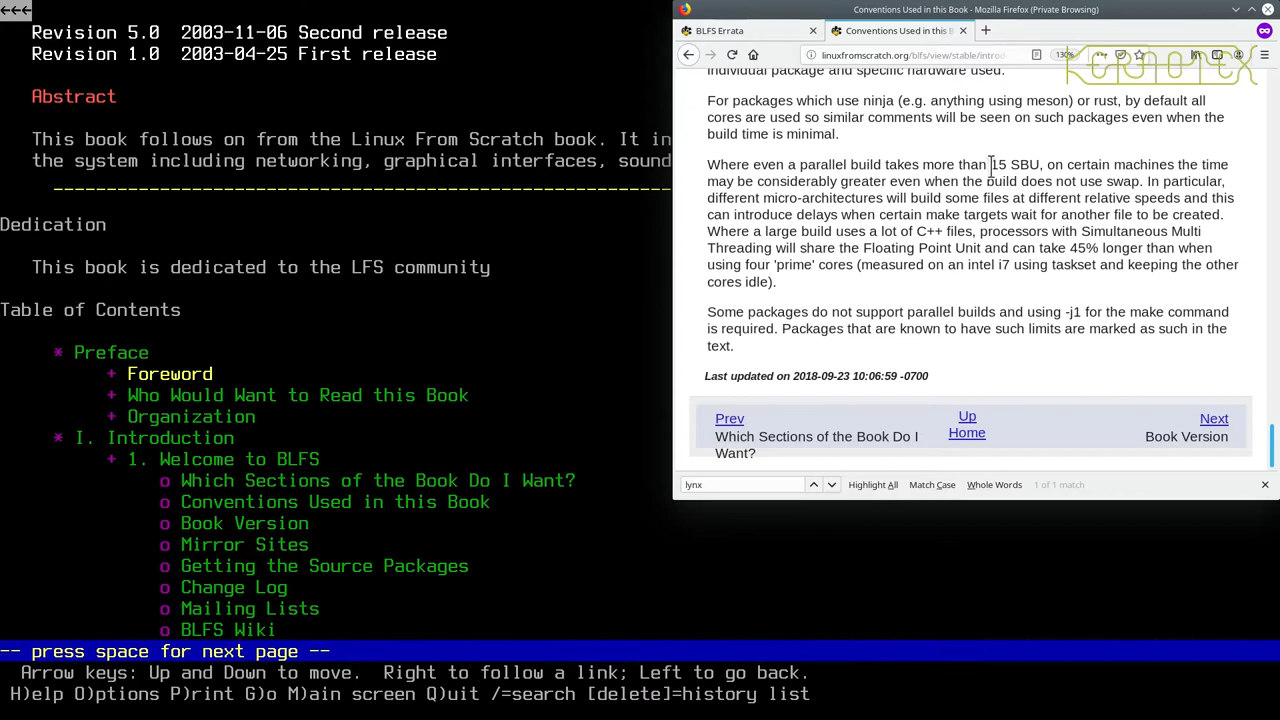 ←←←
Revision 5.0  2003-11-06 Second release
Revision 1.0  2003-04-25 First release
Abstract
This book follows on from the Linux From Scratch book. It in
the system including networking, graphical interfaces, sound
Dedication
This book is dedicated to the LFS community
Table of Contents
* Preface
+ Foreword
+ Who Would Want to Read this Book
+ Organization
* I. Introduction
+ 1. Welcome to BLFS
o Which Sections of the Book Do I Want?
o Conventions Used in this Book
o Book Version
o Mirror Sites
o Getting the Source Packages
o Change Log
o Mailing Lists
o BLFS Wiki
-- press space for next page --
Arrow keys: Up and Down to move.  Right to follow a link; Left to go back.
H)elp O)ptions P)rint G)o M)ain screen Q)uit /=search [delete]=history list
Conventions Used in this Book - Mozilla Firefox (Private Browsing)
BLFS Errata
Conventions Used in this B
linuxfromscratch.org/blfs/view/stable/introd
130%
KERNOTEX
individual package and specific hardware used.
For packages which use ninja (e.g. anything using meson) or rust, by default all
cores are used so similar comments will be seen on such packages even when the
build time is minimal.
Where even a parallel build takes more than 15 SBU, on certain machines the time
may be considerably greater even when the build does not use swap. In particular,
different micro-architectures will build some files at different relative speeds and this
can introduce delays when certain make targets wait for another file to be created.
Where a large build uses a lot of C++ files, processors with Simultaneous Multi
Threading will share the Floating Point Unit and can take 45% longer than when
using four 'prime' cores (measured on an intel i7 using taskset and keeping the other
cores idle).
Some packages do not support parallel builds and using -j1 for the make command
is required. Packages that are known to have such limits are marked as such in the
text.
Last updated on 2018-09-23 10:06:59 -0700
Prev
Up
Next
Which Sections of the Book Do I
Want?
Home
Book Version
lynx
Highlight All
Match Case
Whole Words
1 of 1 match